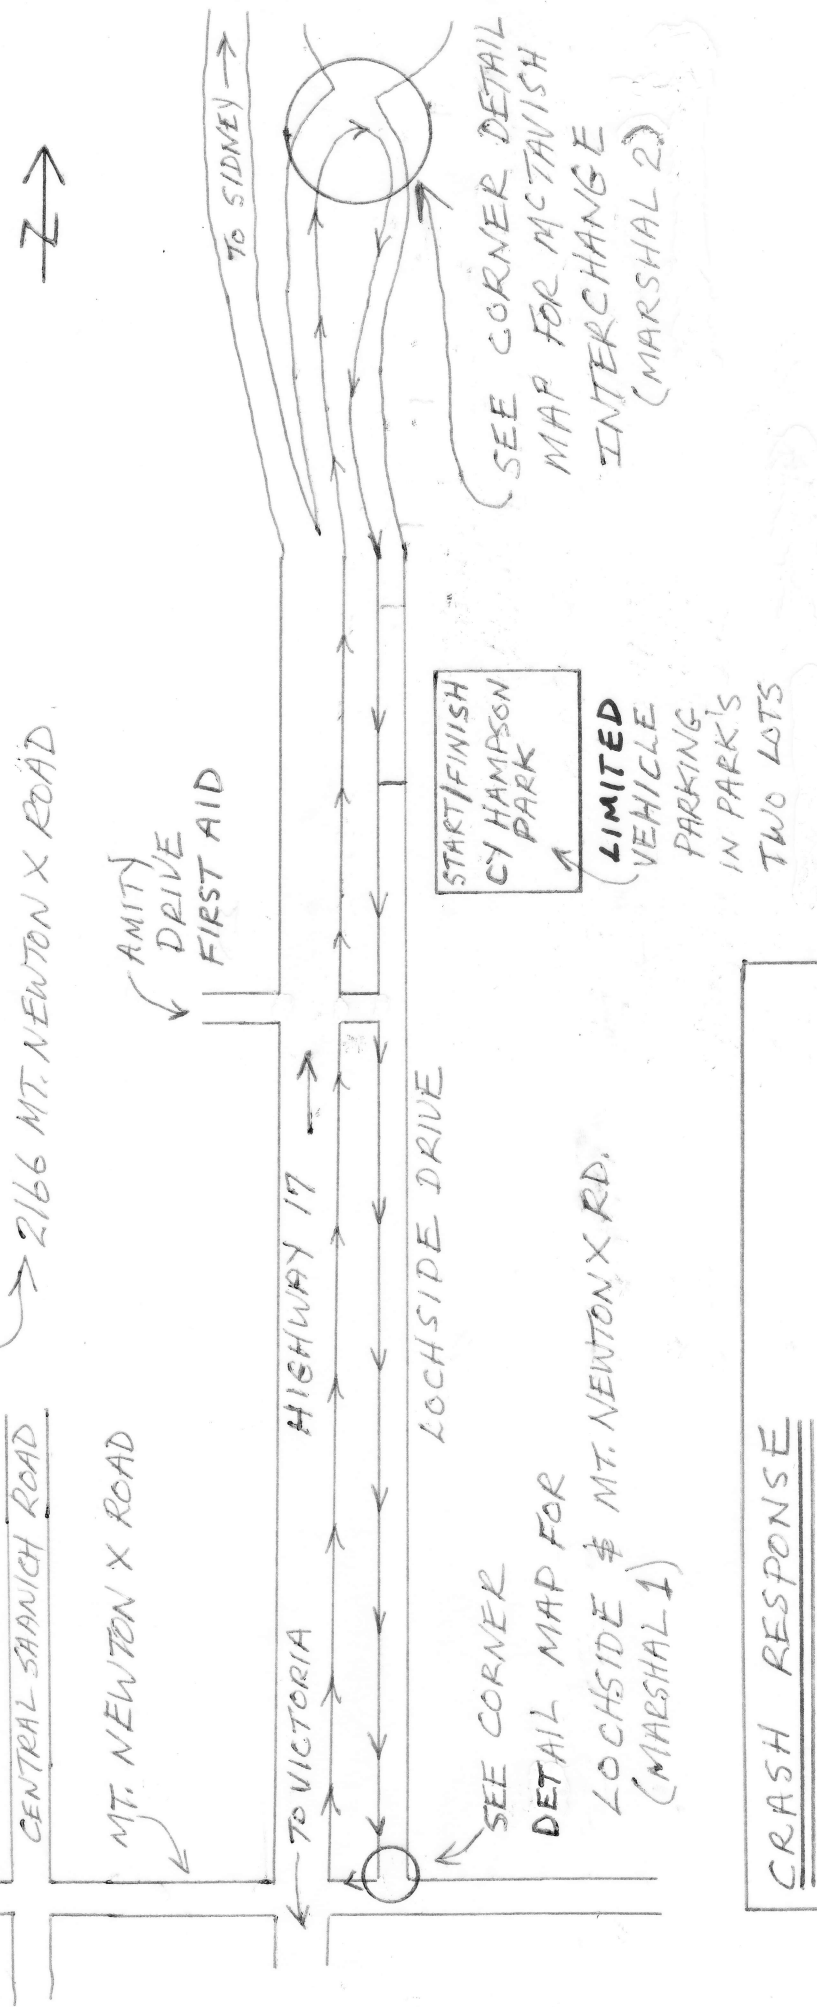 N
2166 MT. NEWTON X ROAD.
CENTRAL SAANICH ROAD
MT. NEWTON X ROAD
AMITY
DRIVE
FIRST AID
TO SIDNEY
TO VICTORIA
HIGHWAY 17
LOCHSIDE DRIVE
SEE CORNER DETAIL
MAP FOR MCTAVISH
INTERCHANGE
(MARSHAL 2)
START/FINISH
CY HAMPSON
PARK
LIMITED
VEHICLE
PARKING
IN PARK'S
TWO LOTS
SEE CORNER
DETAIL MAP FOR
LOCHSIDE & MT. NEWTON X RD.
(MARSHAL 1)
CRASH RESPONSE